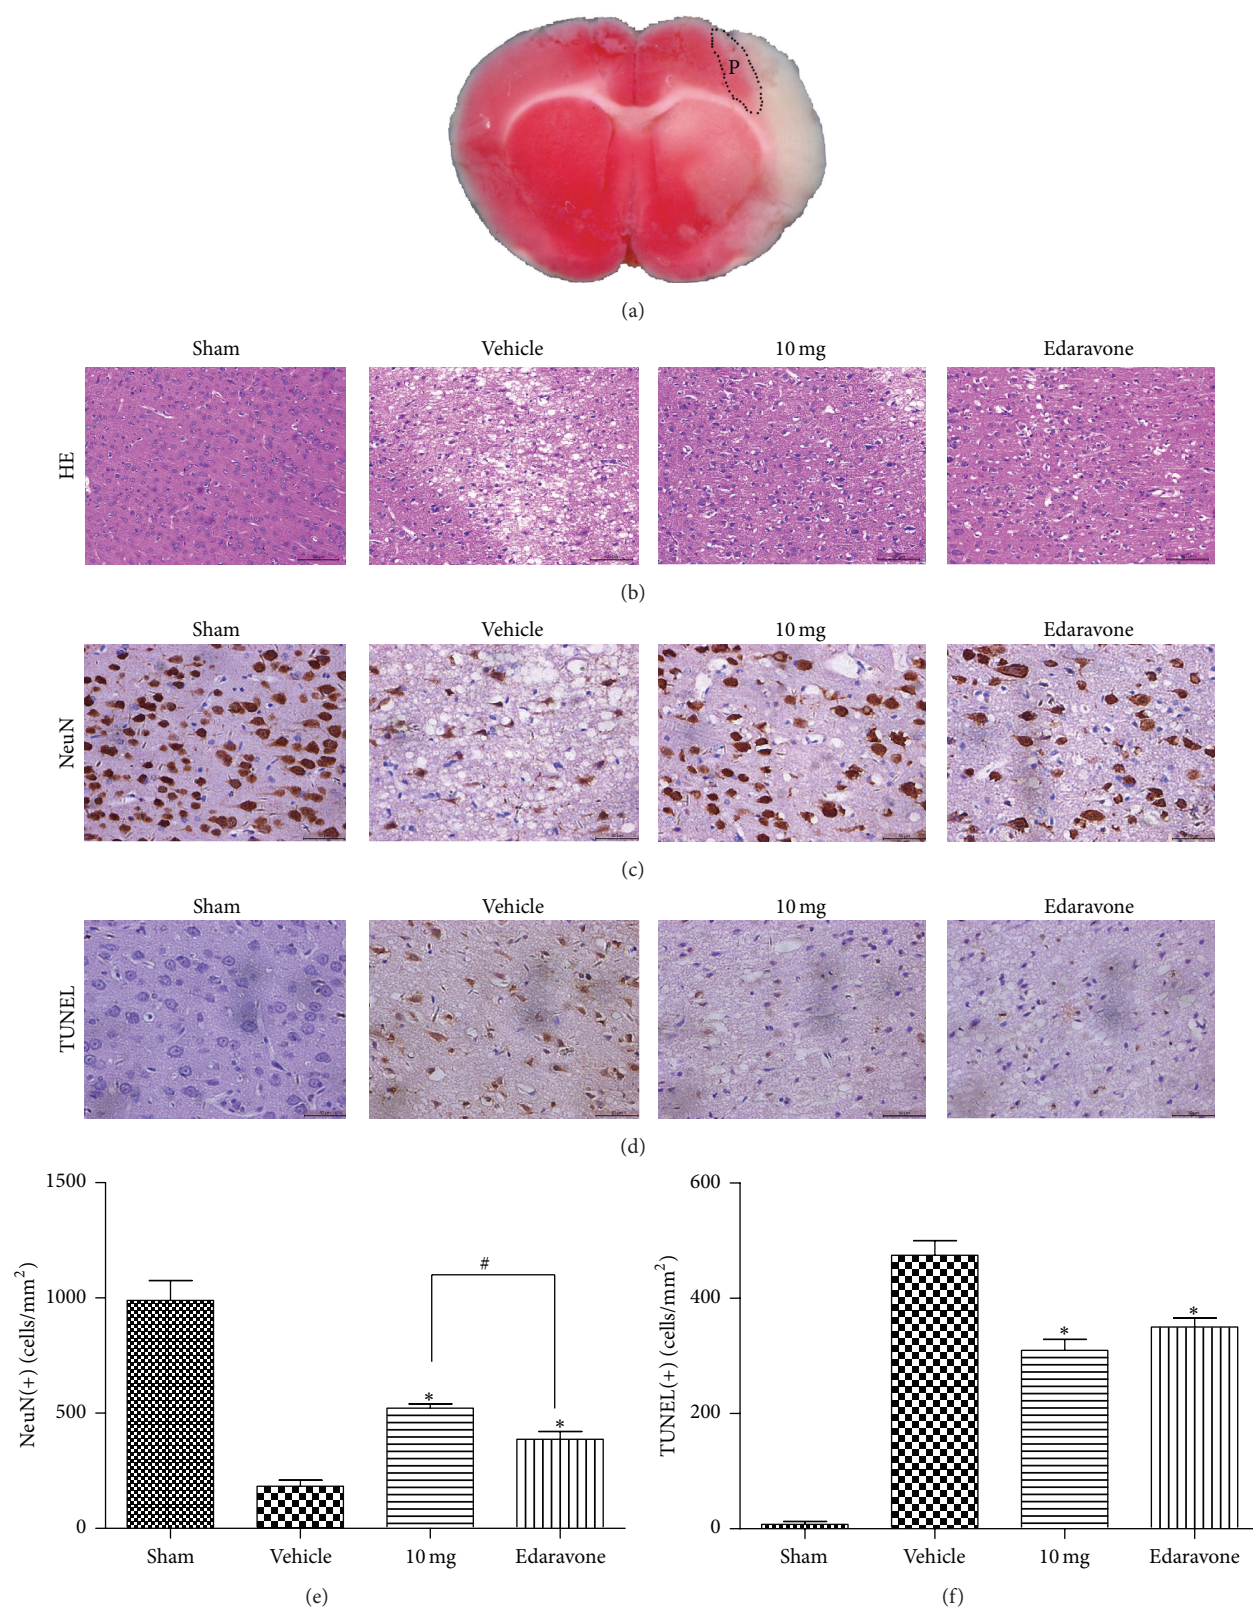 P
(a)
Sham Vehicle 10 mg Edaravone
HE
(b)
Sham Vehicle 10 mg Edaravone
NeuN
(c)
Sham Vehicle 10 mg Edaravone
TUNEL
(d)
1500
1000
500
0
NeuN(+) (cells/mm²)
#
*
*
Sham Vehicle 10 mg Edaravone
(e)
600
400
200
0
TUNEL(+) (cells/mm²)
*
*
Sham Vehicle 10 mg Edaravone
(f)